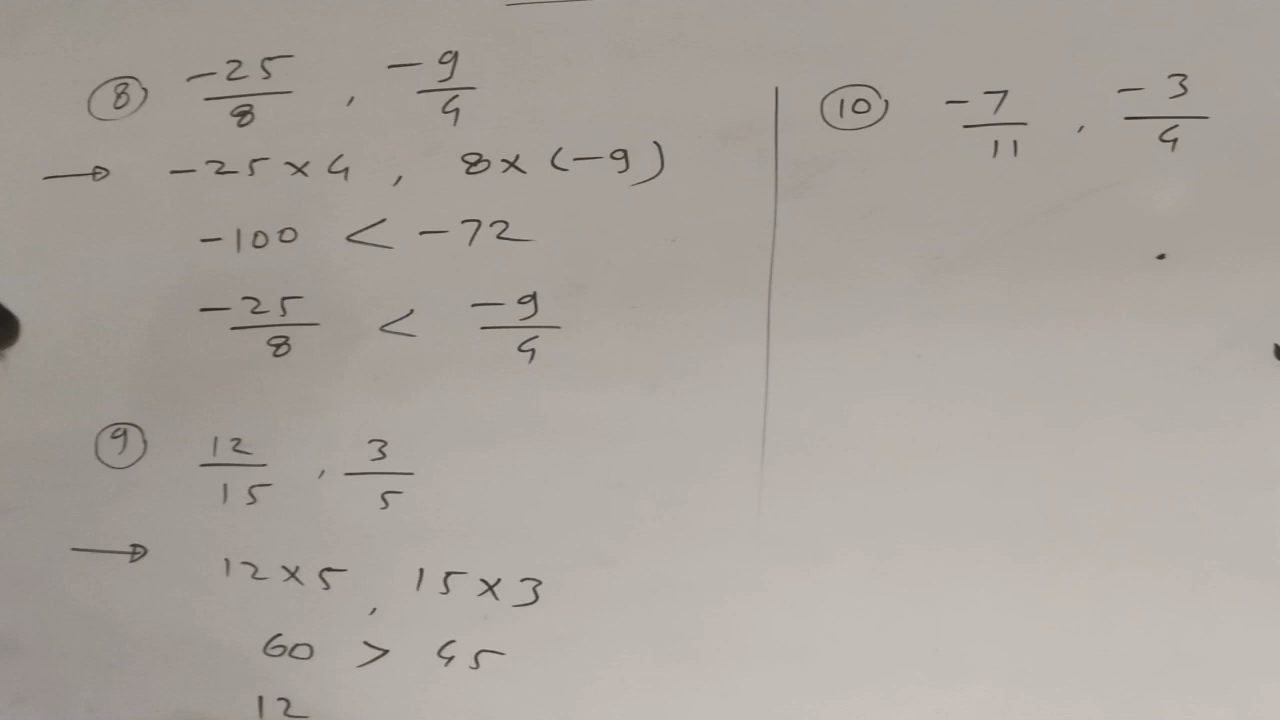 ⑧ -25/8 , -9/4
→ -25×4 , 8×(-9)
-100 < -72
-25/8 < -9/4
⑨ 12/15 , 3/5
→ 12×5 , 15×3
60 > 45
12
⑩ -7/11 , -3/4